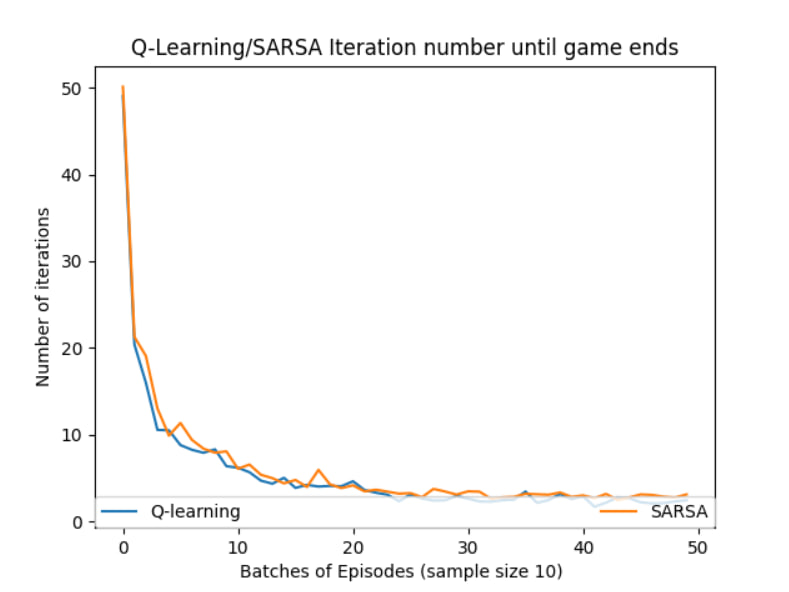 Q-Learning/SARSA Iteration number until game ends
Number of iterations
50
40
30
20
10
0
Q-learning
SARSA
0 10 20 30 40 50
Batches of Episodes (sample size 10)